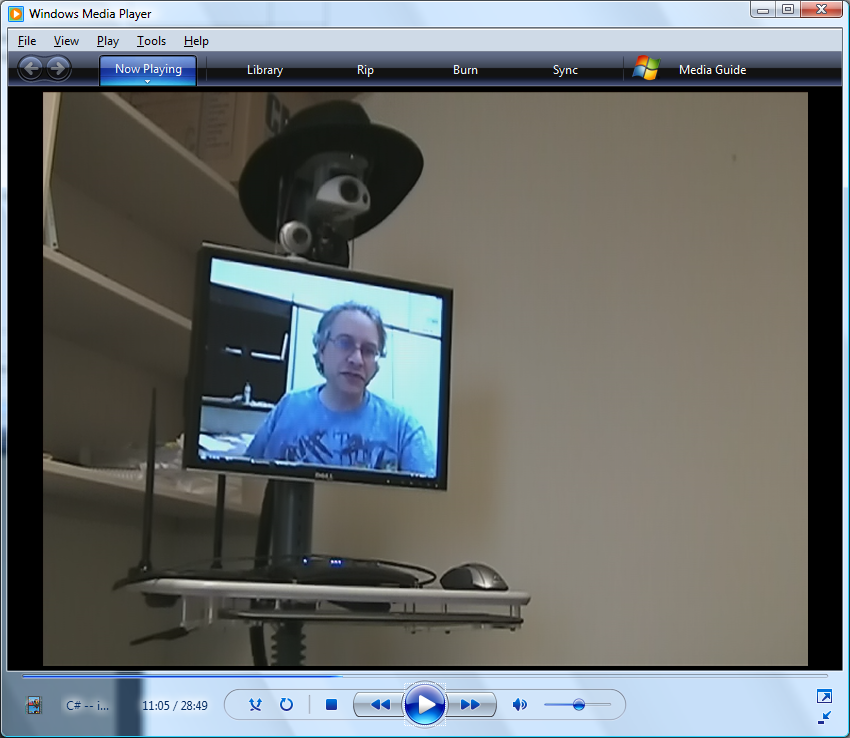 Windows Media Player
File View Play Tools Help
Now Playing Library Rip Burn Sync Media Guide
DELL
C# -- i... 11:05 / 28:49